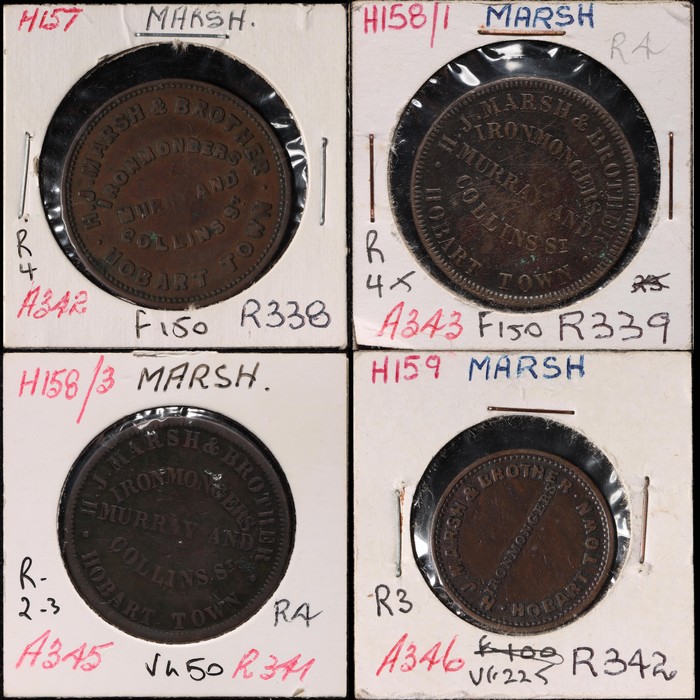 H157 MARSH.
H.J. MARSH & BROTHER
IRONMONGERS
MURRAY AND
COLLINS ST
HOBART TOWN
R
4
A342
F150 R338
H158/1 MARSH
R4
H. J. MARSH & BROTHER
IRONMONGERS
MURRAY AND
COLLINS ST
HOBART TOWN
R
4
A343 F150 R339
H158/3 MARSH.
H. J. MARSH & BROTHER
IRONMONGERS
MURRAY AND
COLLINS. ST
HOBART TOWN
R-
2-3
R4
A345 R341
H159 MARSH
H.J. MARSH & BROTHER
IRONMONGERS
HOBART TOWN
R3
A346 R342